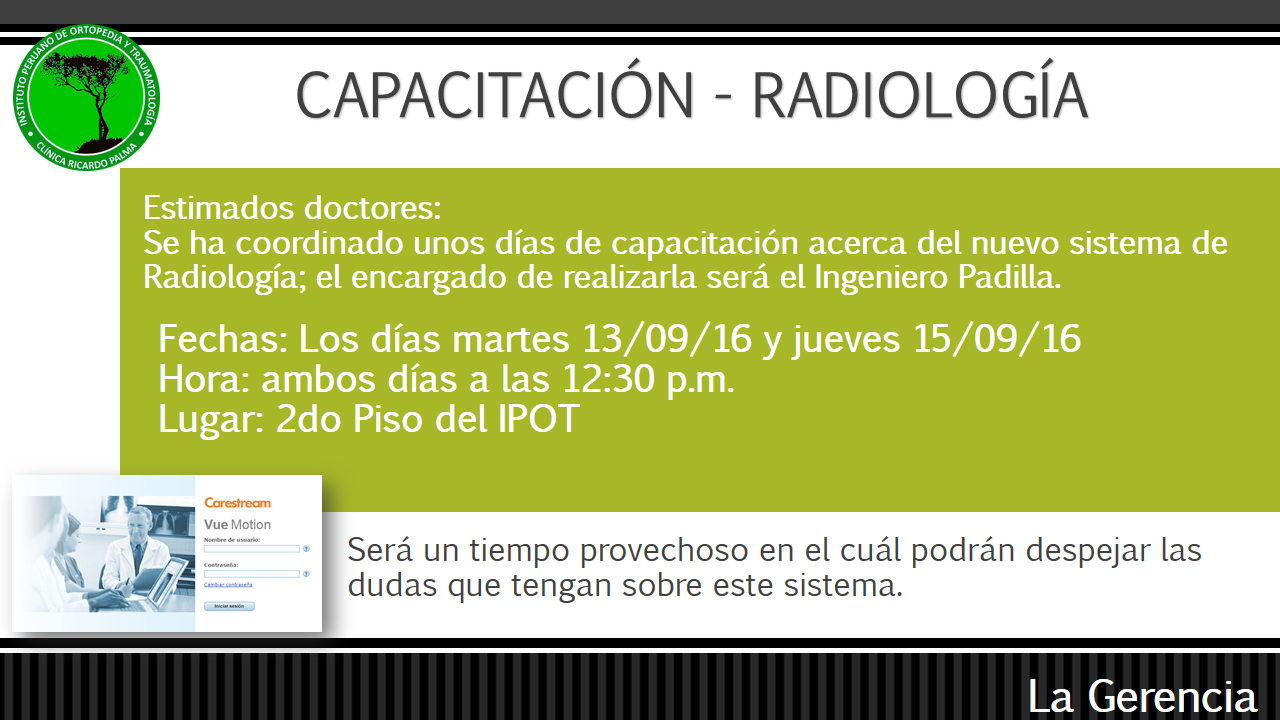 INSTITUTO PERUANO DE ORTOPEDIA Y TRAUMATOLOGÍA
CLÍNICA RICARDO PALMA
CAPACITACIÓN - RADIOLOGÍA
Estimados doctores:
Se ha coordinado unos días de capacitación acerca del nuevo sistema de
Radiología; el encargado de realizarla será el Ingeniero Padilla.
Fechas: Los días martes 13/09/16 y jueves 15/09/16
Hora: ambos días a las 12:30 p.m.
Lugar: 2do Piso del IPOT
Carestream
Vue Motion
Nombre de usuario:
Contraseña:
Cambiar contraseña
Iniciar sesión
Será un tiempo provechoso en el cuál podrán despejar las
dudas que tengan sobre este sistema.
La Gerencia